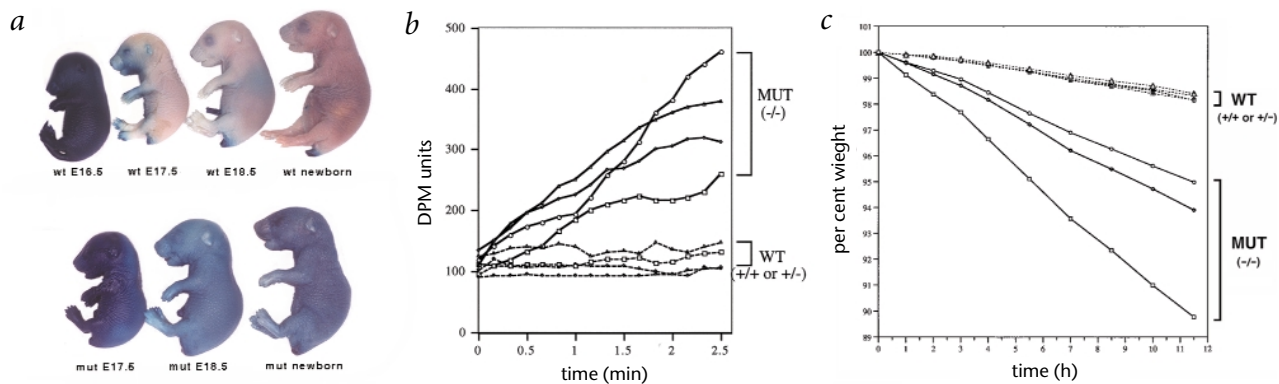 a
wt E16.5
wt E17.5
wt E18.5
wt newborn
mut E17.5
mut E18.5
mut newborn
b
DPM units
500
400
300
200
100
0
0
0.5
1
1.5
2
2.5
time (min)
MUT
(-/-)
WT
(+/+ or +/-)
c
per cent wieght
101
100
99
98
97
96
95
94
93
92
91
90
89
0
1
2
3
4
5
6
7
8
9
10
11
12
time (h)
WT
(+/+ or +/-)
MUT
(-/-)